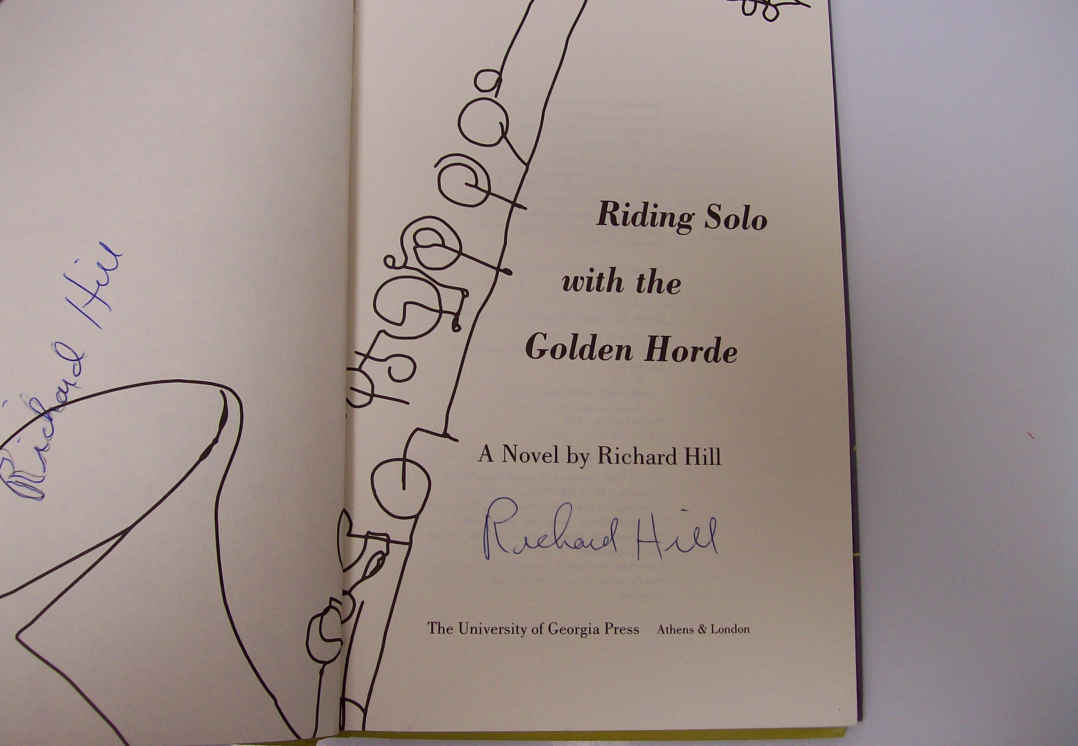 Richard Hill
Riding Solo
with the
Golden Horde
A Novel by Richard Hill
Richard Hill
The University of Georgia Press Athens & London